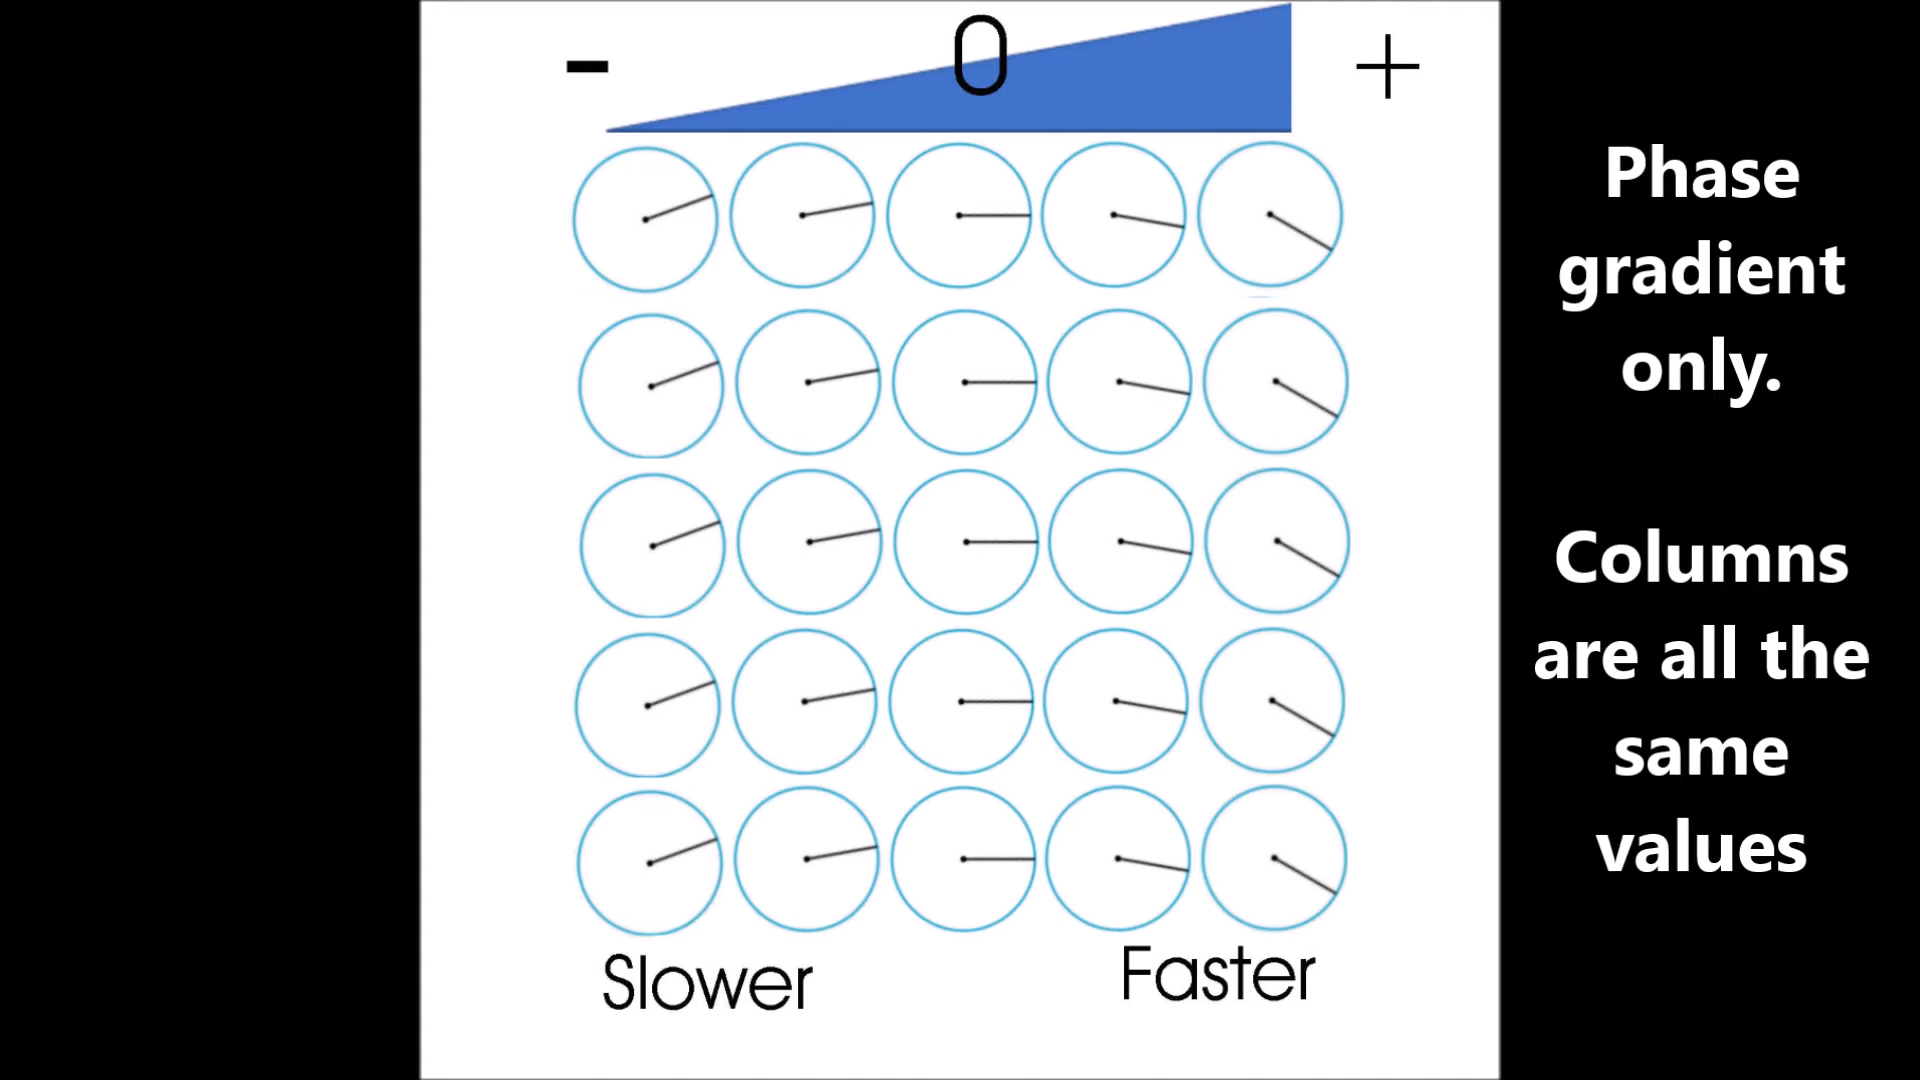 - 0 +
Phase
gradient
only.
Columns
are all the
same
values
Slower Faster